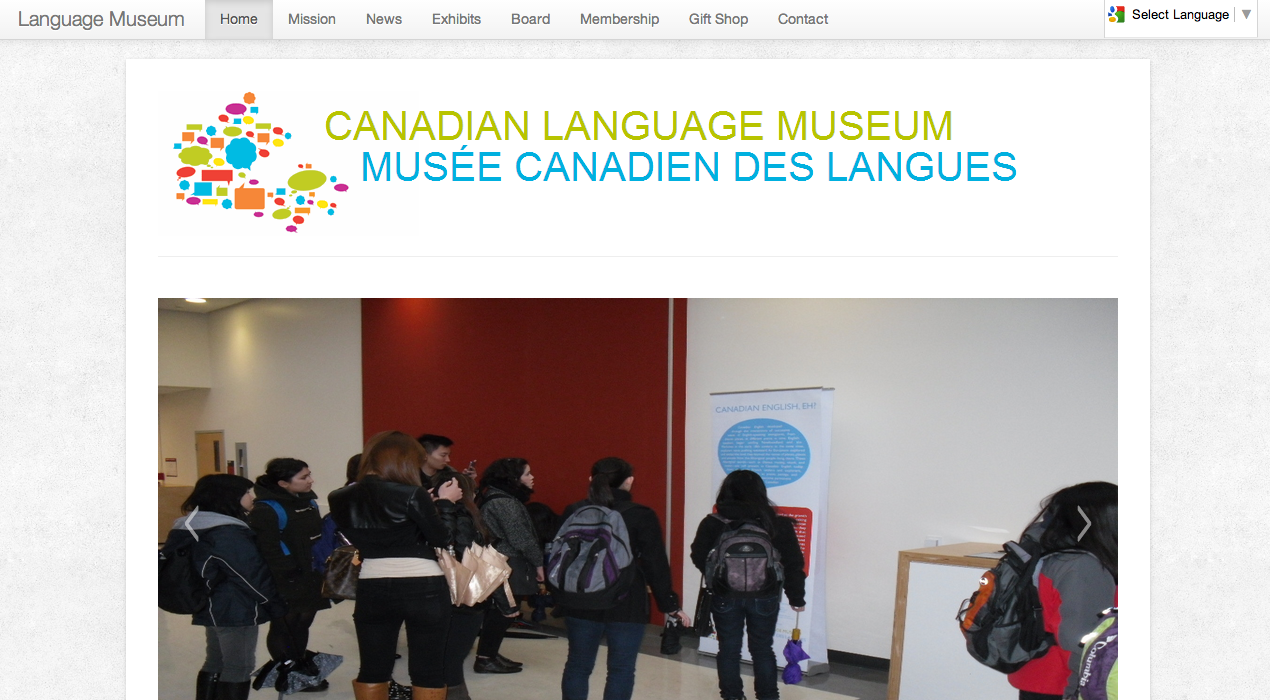 Language Museum
Home
Mission
News
Exhibits
Board
Membership
Gift Shop
Contact
Select Language
CANADIAN LANGUAGE MUSEUM
MUSÉE CANADIEN DES LANGUES
CANADIAN ENGLISH, EH?
Columbia